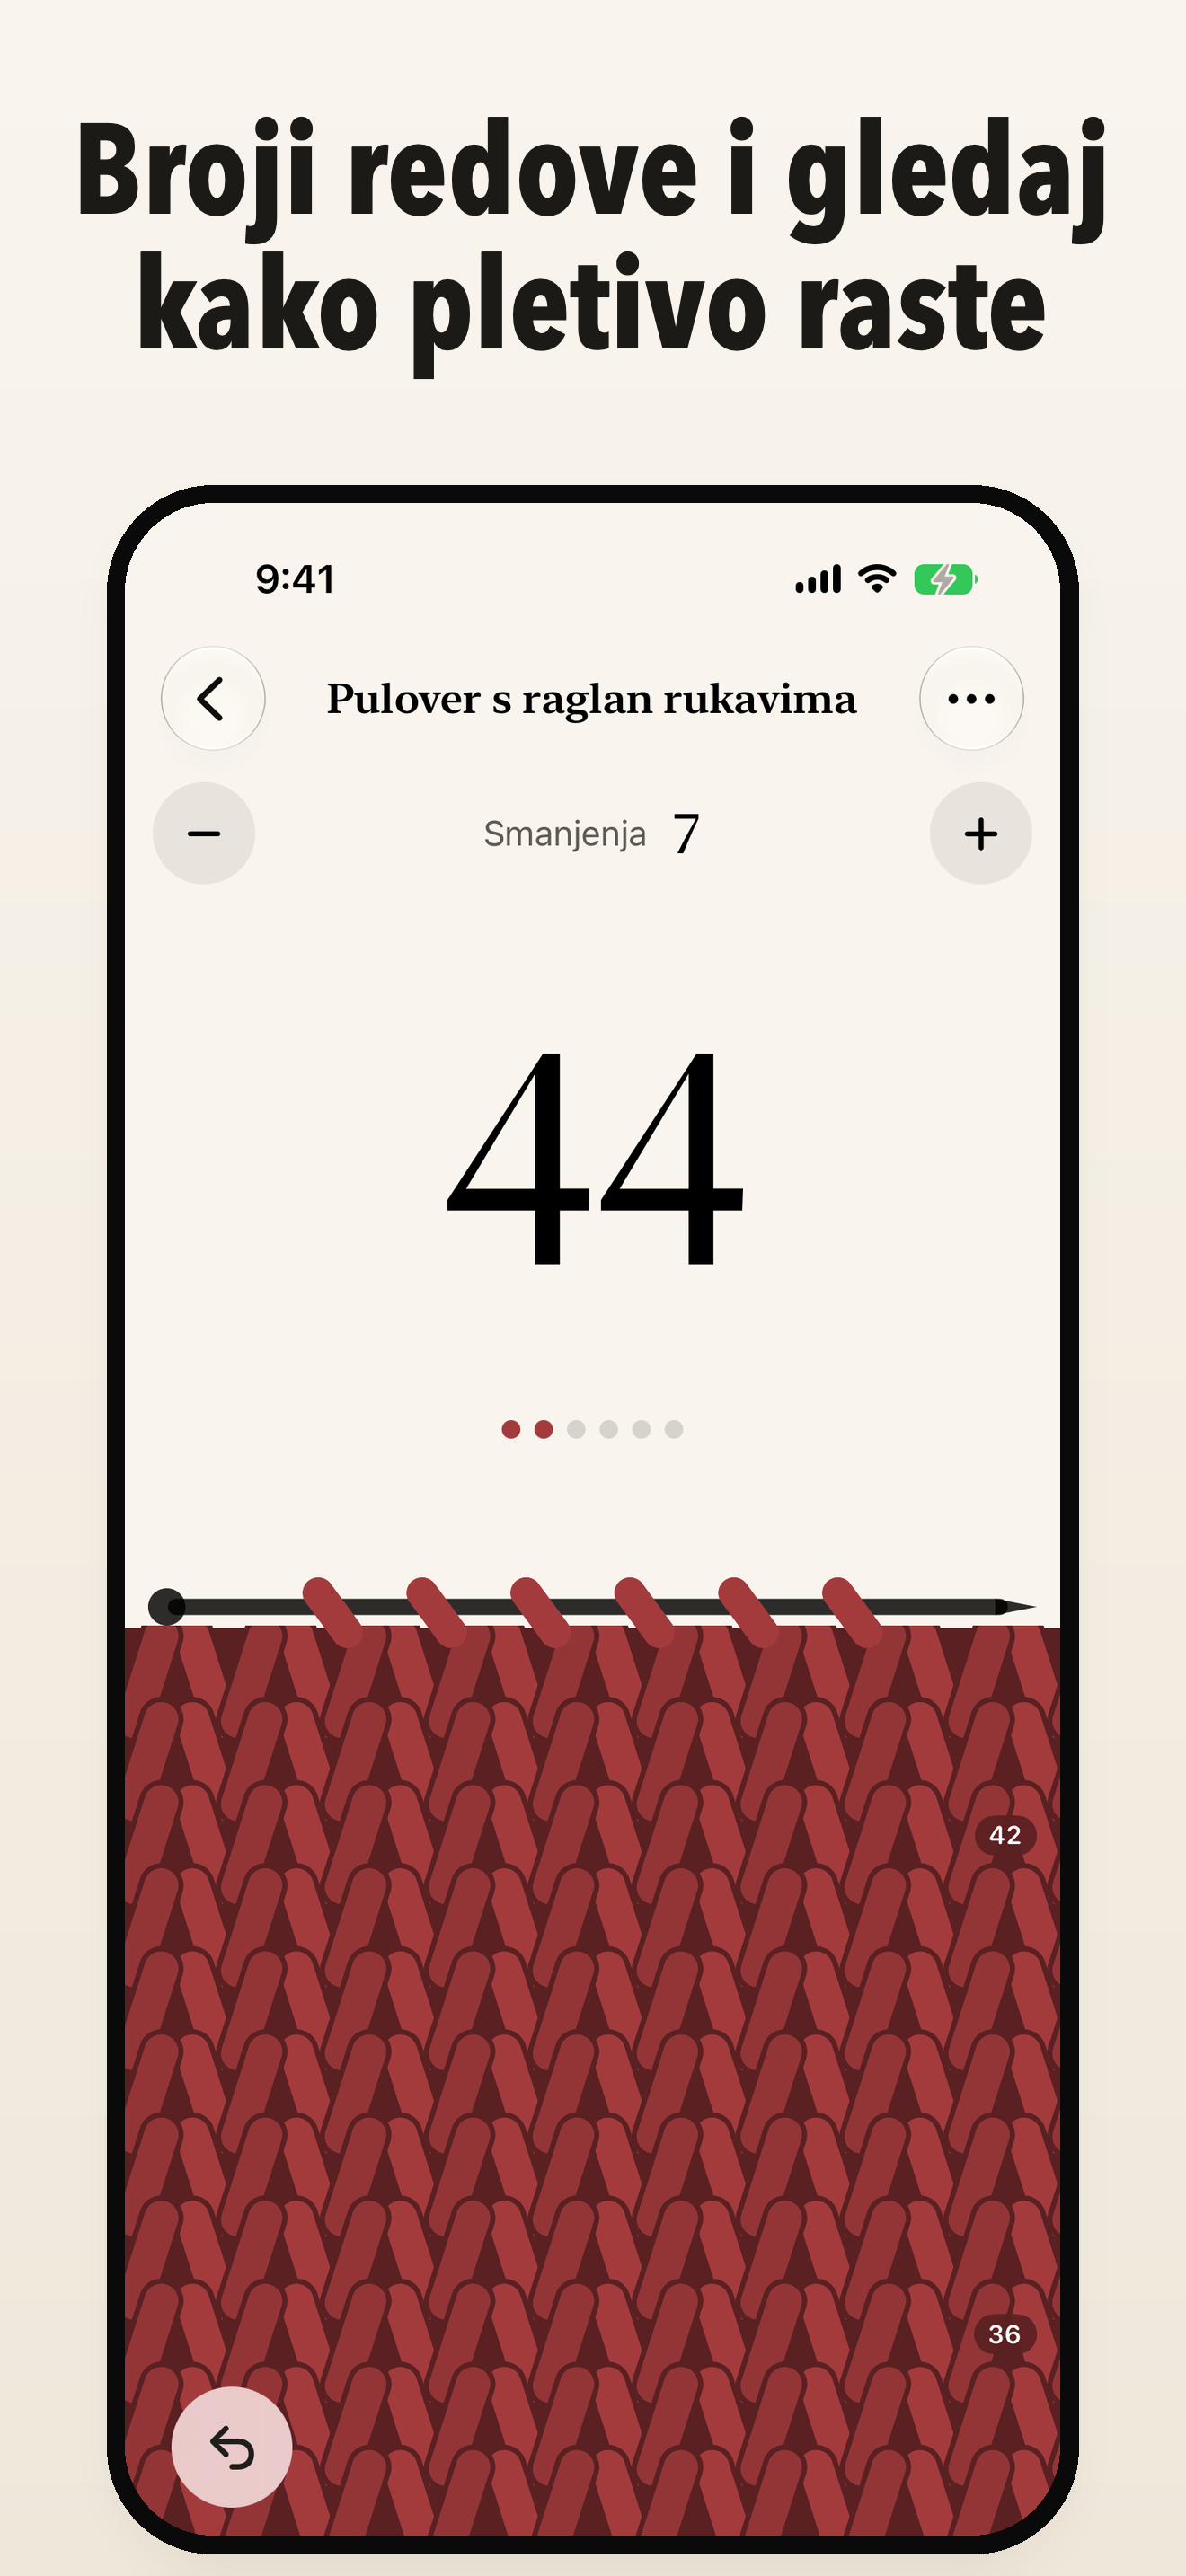 Broji redove i gledaj
kako pletivo raste
9:41
Pulover s raglan rukavima
Smanjenja 7
44
42
36